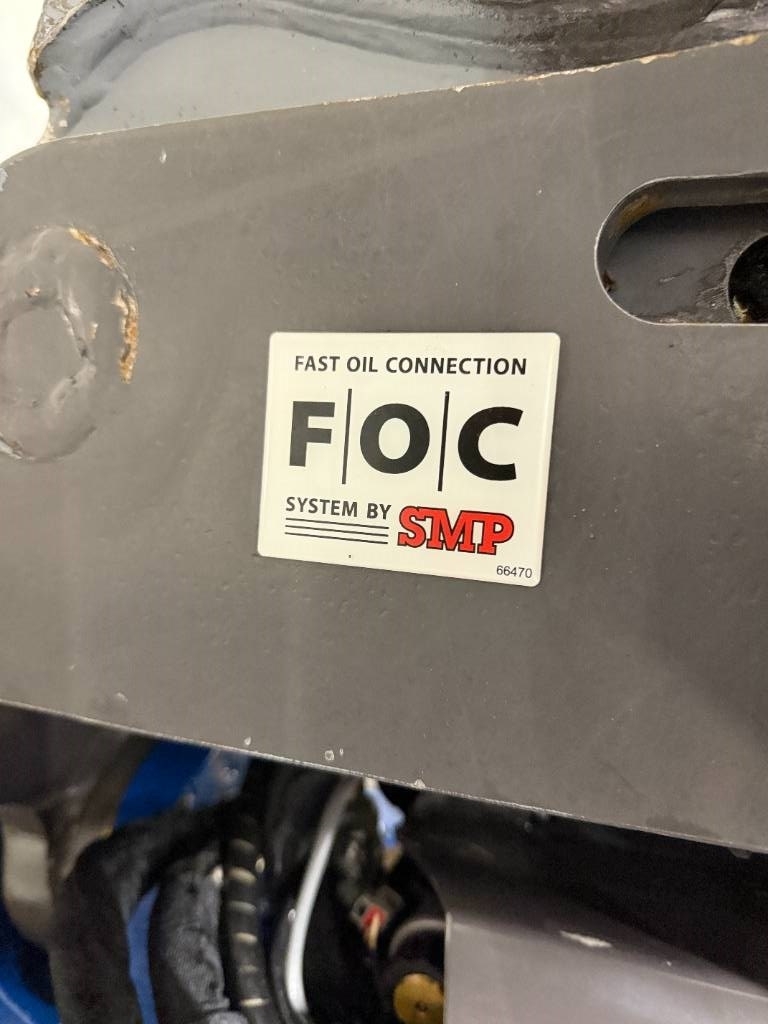 FAST OIL CONNECTION
F|O|C
SYSTEM BY SMP
66470